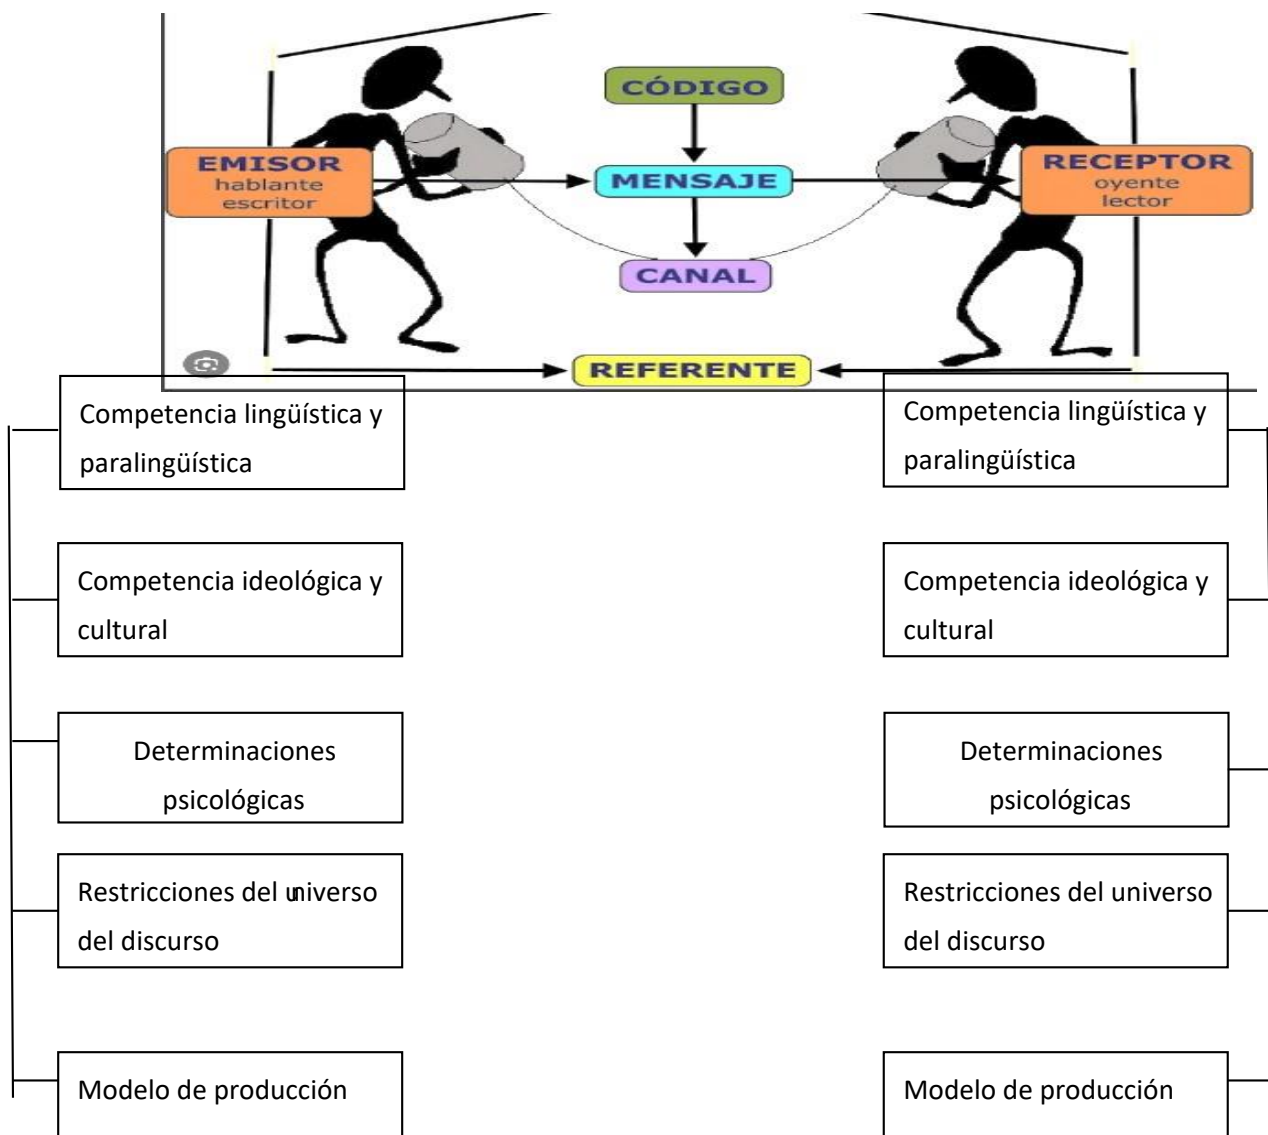 CÓDIGO
EMISOR
hablante
escritor
MENSAJE
RECEPTOR
oyente
lector
CANAL
REFERENTE
Competencia lingüística y
paralingüística
Competencia lingüística y
paralingüística
Competencia ideológica y
cultural
Competencia ideológica y
cultural
Determinaciones
psicológicas
Determinaciones
psicológicas
Restricciones del universo
del discurso
Restricciones del universo
del discurso
Modelo de producción
Modelo de producción